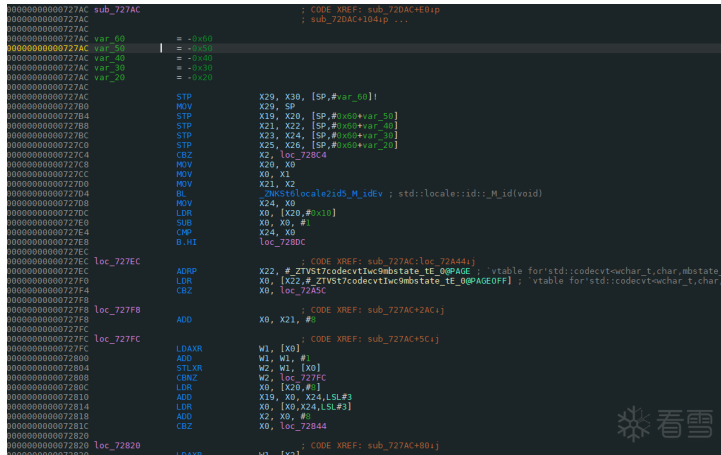 00000000000727AC sub_727AC ; CODE XREF: sub_72DAC+E0↓p
00000000000727AC ; sub_72DAC+104↓p ...
00000000000727AC
00000000000727AC var_60 = -0x60
00000000000727AC var_50 = -0x50
00000000000727AC var_40 = -0x40
00000000000727AC var_30 = -0x30
00000000000727AC var_20 = -0x20
00000000000727AC
00000000000727AC STP X29, X30, [SP,#var_60]!
00000000000727B0 MOV X29, SP
00000000000727B4 STP X19, X20, [SP,#0x60+var_50]
00000000000727B8 STP X21, X22, [SP,#0x60+var_40]
00000000000727BC STP X23, X24, [SP,#0x60+var_30]
00000000000727C0 STP X25, X26, [SP,#0x60+var_20]
00000000000727C4 CBZ X2, loc_728C4
00000000000727C8 MOV X20, X0
00000000000727CC MOV X0, X1
00000000000727D0 MOV X21, X2
00000000000727D4 BL _ZNKSt6locale2id5_M_idEv ; std::locale::id::_M_id(void)
00000000000727D8 MOV X24, X0
00000000000727DC LDR X0, [X20,#0x10]
00000000000727E0 SUB X0, X0, #1
00000000000727E4 CMP X24, X0
00000000000727E8 B.HI loc_728DC
00000000000727EC
00000000000727EC loc_727EC ; CODE XREF: sub_727AC:loc_72A44↓j
00000000000727EC ADRP X22, #_ZTVSt7codecvtIwc9mbstate_tE_0@PAGE ; `vtable for'std::codecvt<wchar_t,char,mbstate_
00000000000727F0 LDR X0, [X22,#_ZTVSt7codecvtIwc9mbstate_tE_0@PAGEOFF] ; `vtable for'std::codecvt<wchar_t,char,
00000000000727F4 CBZ X0, loc_72A5C
00000000000727F8
00000000000727F8 loc_727F8 ; CODE XREF: sub_727AC+2AC↓j
00000000000727F8 ADD X0, X21, #8
00000000000727FC
00000000000727FC loc_727FC ; CODE XREF: sub_727AC+5C↓j
00000000000727FC LDAXR W1, [X0]
0000000000072800 ADD W1, W1, #1
0000000000072804 STLXR W2, W1, [X0]
0000000000072808 CBNZ W2, loc_727FC
000000000007280C LDR X0, [X20,#8]
0000000000072810 ADD X19, X0, X24,LSL#3
0000000000072814 LDR X0, [X0,X24,LSL#3]
0000000000072818 ADD X2, X0, #8
000000000007281C CBZ X0, loc_72844
0000000000072820
0000000000072820 loc_72820 ; CODE XREF: sub_727AC+80↓j
看雪